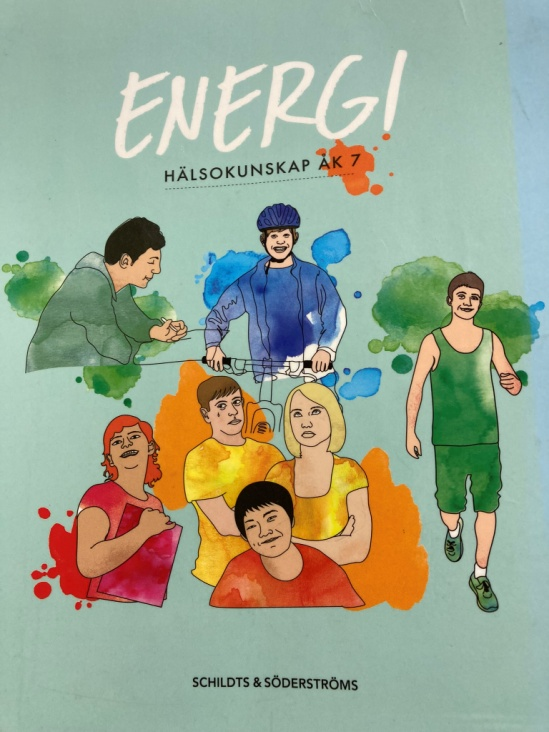 ENERGI
HÄLSOKUNSKAP ÅK 7
SCHILDTS & SÖDERSTRÖMS